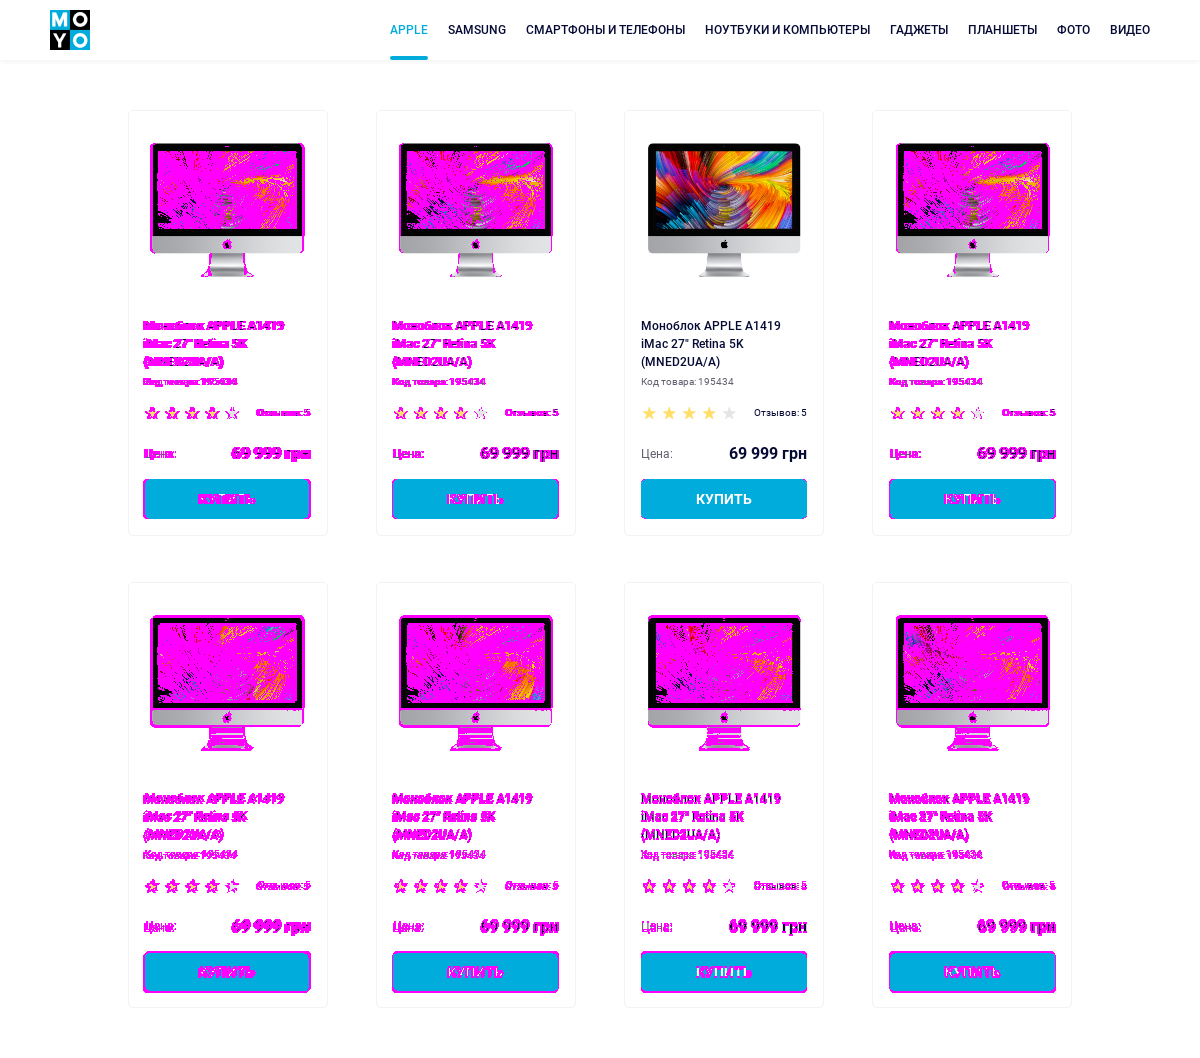 MOYO
APPLE SAMSUNG СМАРТФОНЫ И ТЕЛЕФОНЫ НОУТБУКИ И КОМПЬЮТЕРЫ ГАДЖЕТЫ ПЛАНШЕТЫ ФОТО ВИДЕО
Моноблок APPLE A1419
iMac 27" Retina 5K
(MNED2UA/A)
Код товара: 195434
Отзывов: 5
Цена: 69 999 грн
КУПИТЬ
Моноблок APPLE A1419
iMac 27" Retina 5K
(MNED2UA/A)
Код товара: 195434
Отзывов: 5
Цена: 69 999 грн
КУПИТЬ
Моноблок APPLE A1419
iMac 27" Retina 5K
(MNED2UA/A)
Код товара: 195434
Отзывов: 5
Цена: 69 999 грн
КУПИТЬ
Моноблок APPLE A1419
iMac 27" Retina 5K
(MNED2UA/A)
Код товара: 195434
Отзывов: 5
Цена: 69 999 грн
КУПИТЬ
Моноблок APPLE A1419
iMac 27" Retina 5K
(MNED2UA/A)
Код товара: 195434
Отзывов: 5
Цена: 69 999 грн
КУПИТЬ
Моноблок APPLE A1419
iMac 27" Retina 5K
(MNED2UA/A)
Код товара: 195434
Отзывов: 5
Цена: 69 999 грн
КУПИТЬ
Моноблок APPLE A1419
iMac 27" Retina 5K
(MNED2UA/A)
Код товара: 195434
Отзывов: 5
Цена: 69 999 грн
КУПИТЬ
Моноблок APPLE A1419
iMac 27" Retina 5K
(MNED2UA/A)
Код товара: 195434
Отзывов: 5
Цена: 69 999 грн
КУПИТЬ